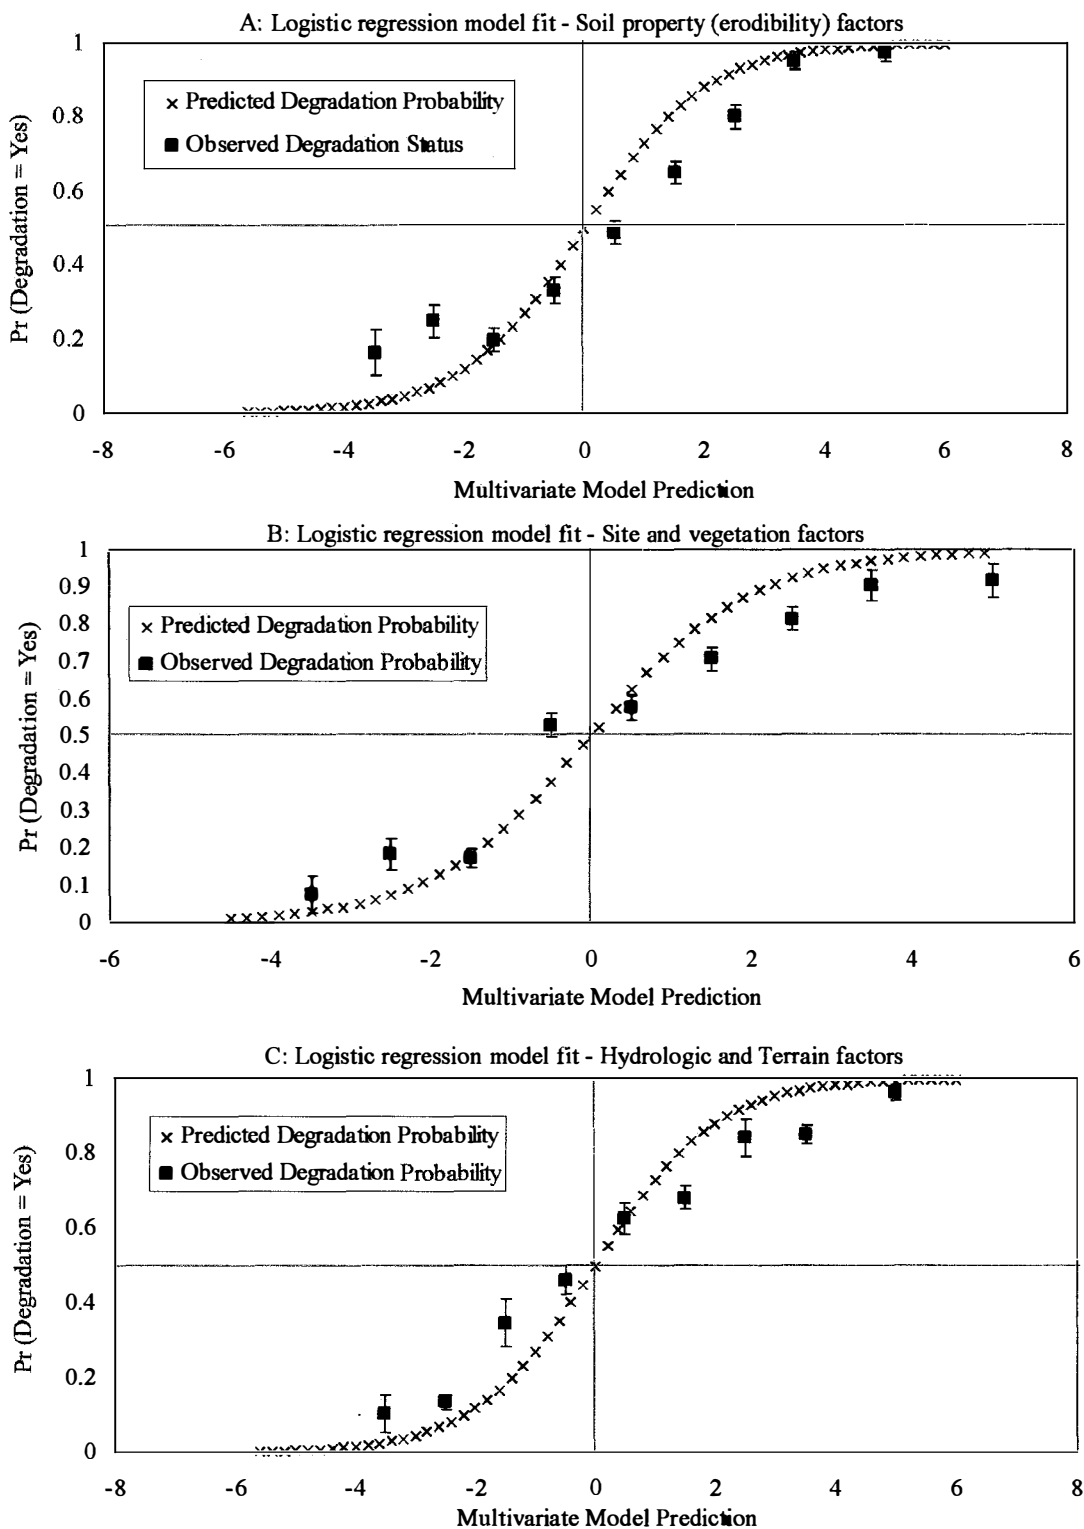 A: Logistic regression model fit - Soil property (erodibility) factors
1
0.8
0.6
0.4
0.2
0
Pr (Degradation = Yes)
× Predicted Degradation Probability
■ Observed Degradation Status
-8 -6 -4 -2 0 2 4 6 8
Multivariate Model Prediction
B: Logistic regression model fit - Site and vegetation factors
1
0.9
0.8
0.7
0.6
0.5
0.4
0.3
0.2
0.1
0
Pr (Degradation = Yes)
× Predicted Degradation Probability
■ Observed Degradation Probability
-6 -4 -2 0 2 4 6
Multivariate Model Prediction
C: Logistic regression model fit - Hydrologic and Terrain factors
1
0.8
0.6
0.4
0.2
0
Pr (Degradation = Yes)
× Predicted Degradation Probability
■ Observed Degradation Probability
-8 -6 -4 -2 0 2 4 6 8
Multivariate Model Prediction